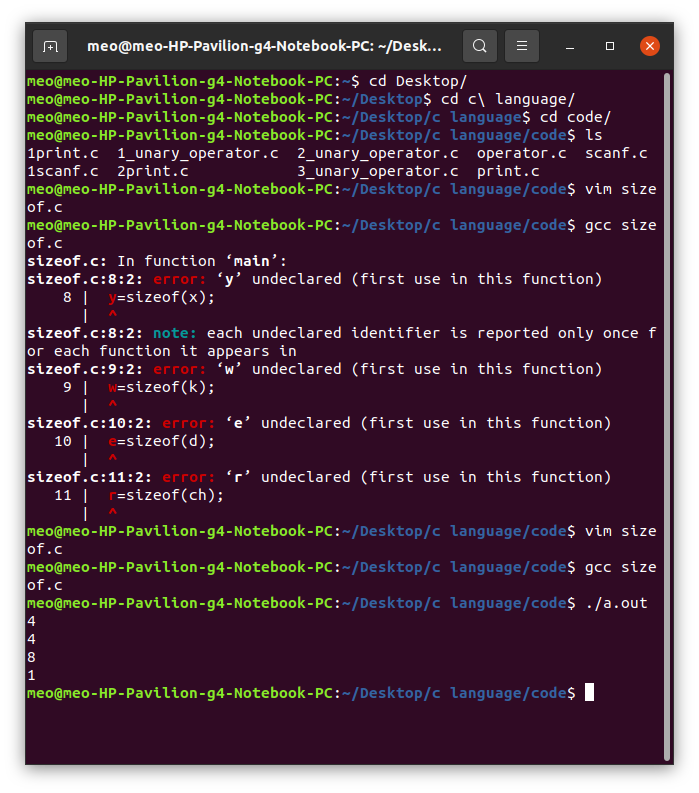 meo@meo-HP-Pavilion-g4-Notebook-PC: ~/Desk...
meo@meo-HP-Pavilion-g4-Notebook-PC:~$ cd Desktop/
meo@meo-HP-Pavilion-g4-Notebook-PC:~/Desktop$ cd c\ language/
meo@meo-HP-Pavilion-g4-Notebook-PC:~/Desktop/c language$ cd code/
meo@meo-HP-Pavilion-g4-Notebook-PC:~/Desktop/c language/code$ ls
1print.c  1_unary_operator.c  2_unary_operator.c  operator.c  scanf.c
1scanf.c  2print.c            3_unary_operator.c  print.c
meo@meo-HP-Pavilion-g4-Notebook-PC:~/Desktop/c language/code$ vim size
of.c
meo@meo-HP-Pavilion-g4-Notebook-PC:~/Desktop/c language/code$ gcc size
of.c
sizeof.c: In function ‘main’:
sizeof.c:8:2: error: ‘y’ undeclared (first use in this function)
    8 |  y=sizeof(x);
      |  ^
sizeof.c:8:2: note: each undeclared identifier is reported only once f
or each function it appears in
sizeof.c:9:2: error: ‘w’ undeclared (first use in this function)
    9 |  w=sizeof(k);
      |  ^
sizeof.c:10:2: error: ‘e’ undeclared (first use in this function)
   10 |  e=sizeof(d);
      |  ^
sizeof.c:11:2: error: ‘r’ undeclared (first use in this function)
   11 |  r=sizeof(ch);
      |  ^
meo@meo-HP-Pavilion-g4-Notebook-PC:~/Desktop/c language/code$ vim size
of.c
meo@meo-HP-Pavilion-g4-Notebook-PC:~/Desktop/c language/code$ gcc size
of.c
meo@meo-HP-Pavilion-g4-Notebook-PC:~/Desktop/c language/code$ ./a.out
4
4
8
1
meo@meo-HP-Pavilion-g4-Notebook-PC:~/Desktop/c language/code$